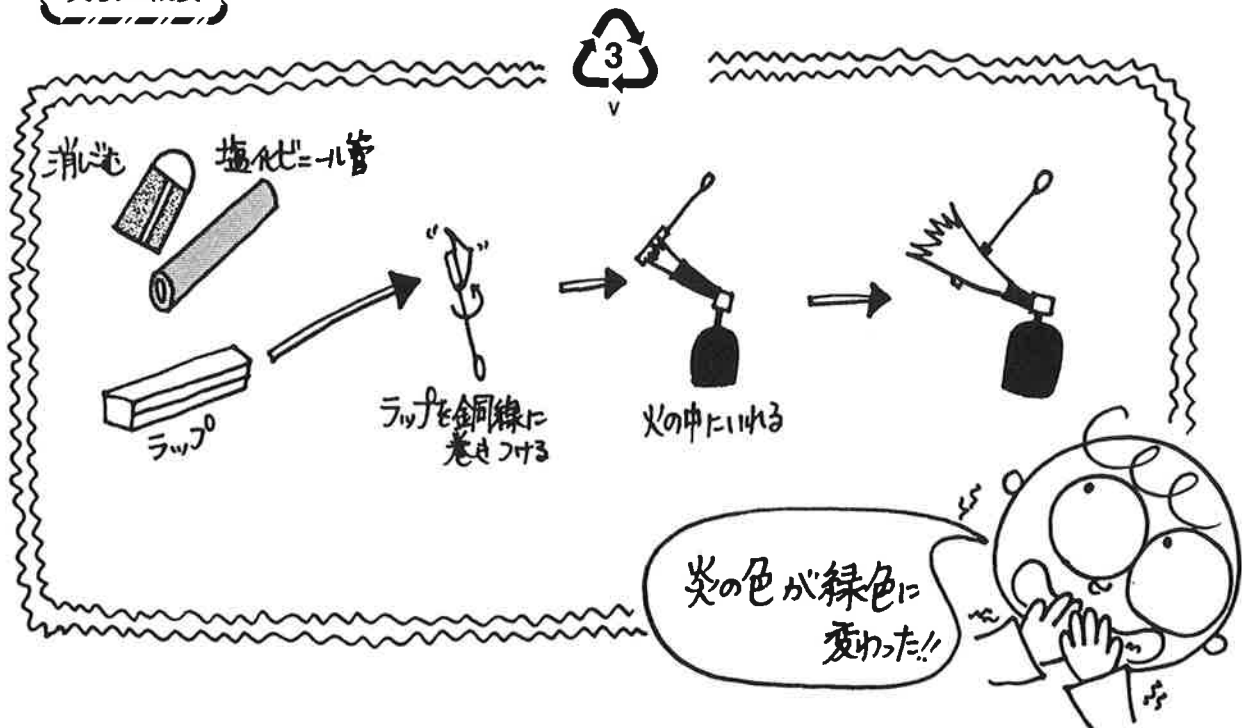 3
V
消しゴム
塩化ビニール管
ラップ
ラップを銅線に
巻きつける
火の中にいれる
炎の色が緑色に
変わった!!